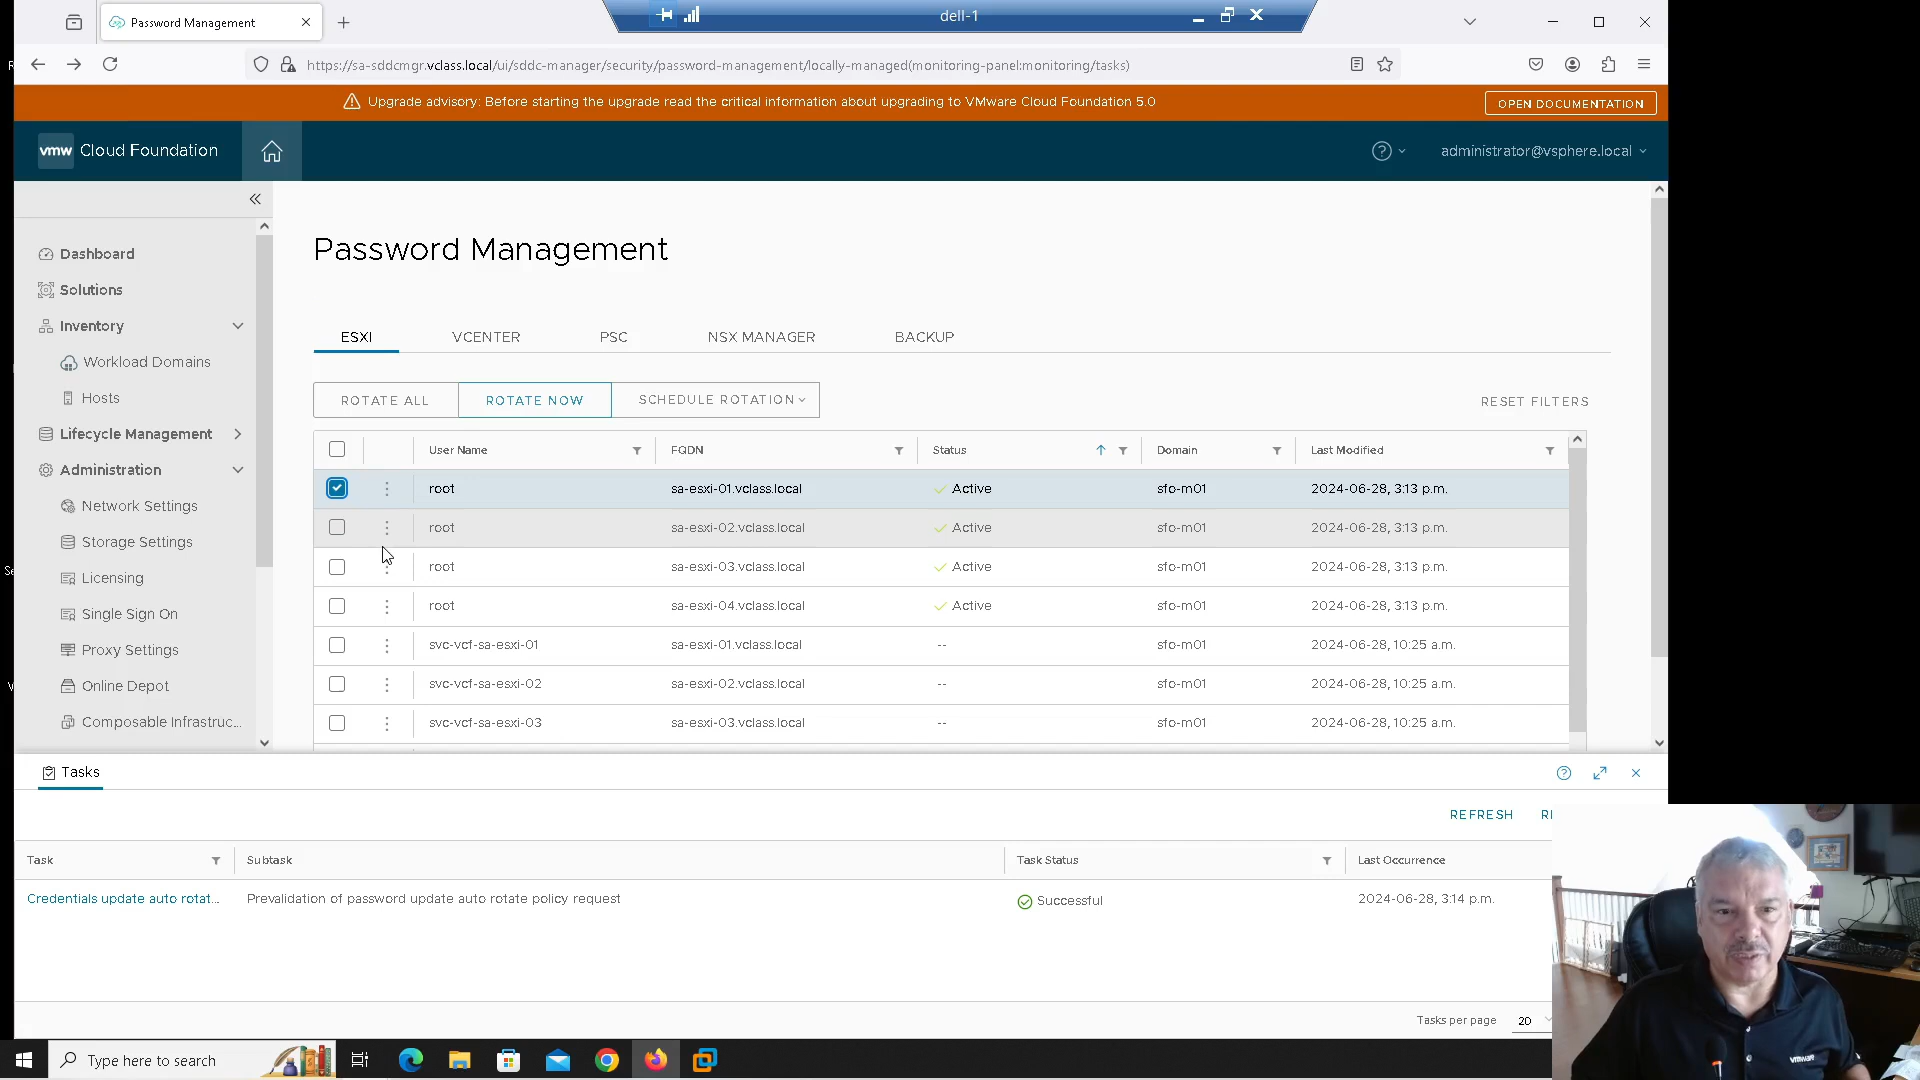 Password Management
dell-1
https://sa-sddcmgr.vclass.local/ui/sddc-manager/security/password-management/locally-managed(monitoring-panel:monitoring/tasks)
Upgrade advisory: Before starting the upgrade read the critical information about upgrading to VMware Cloud Foundation 5.0
OPEN DOCUMENTATION
vmw Cloud Foundation
administrator@vsphere.local
Dashboard
Solutions
Inventory
Workload Domains
Hosts
Lifecycle Management
Administration
Network Settings
Storage Settings
Licensing
Single Sign On
Proxy Settings
Online Depot
Composable Infrastruc...
Password Management
ESXI VCENTER PSC NSX MANAGER BACKUP
ROTATE ALL ROTATE NOW SCHEDULE ROTATION RESET FILTERS
User Name FQDN Status Domain Last Modified
root sa-esxi-01.vclass.local Active sfo-m01 2024-06-28, 3:13 p.m.
root sa-esxi-02.vclass.local Active sfo-m01 2024-06-28, 3:13 p.m.
root sa-esxi-03.vclass.local Active sfo-m01 2024-06-28, 3:13 p.m.
root sa-esxi-04.vclass.local Active sfo-m01 2024-06-28, 3:13 p.m.
svc-vcf-sa-esxi-01 sa-esxi-01.vclass.local -- sfo-m01 2024-06-28, 10:25 a.m.
svc-vcf-sa-esxi-02 sa-esxi-02.vclass.local -- sfo-m01 2024-06-28, 10:25 a.m.
svc-vcf-sa-esxi-03 sa-esxi-03.vclass.local -- sfo-m01 2024-06-28, 10:25 a.m.
Tasks
REFRESH
Task Subtask Task Status Last Occurrence
Credentials update auto rotat... Prevalidation of password update auto rotate policy request Successful 2024-06-28, 3:14 p.m.
Tasks per page 20
Type here to search
vmware